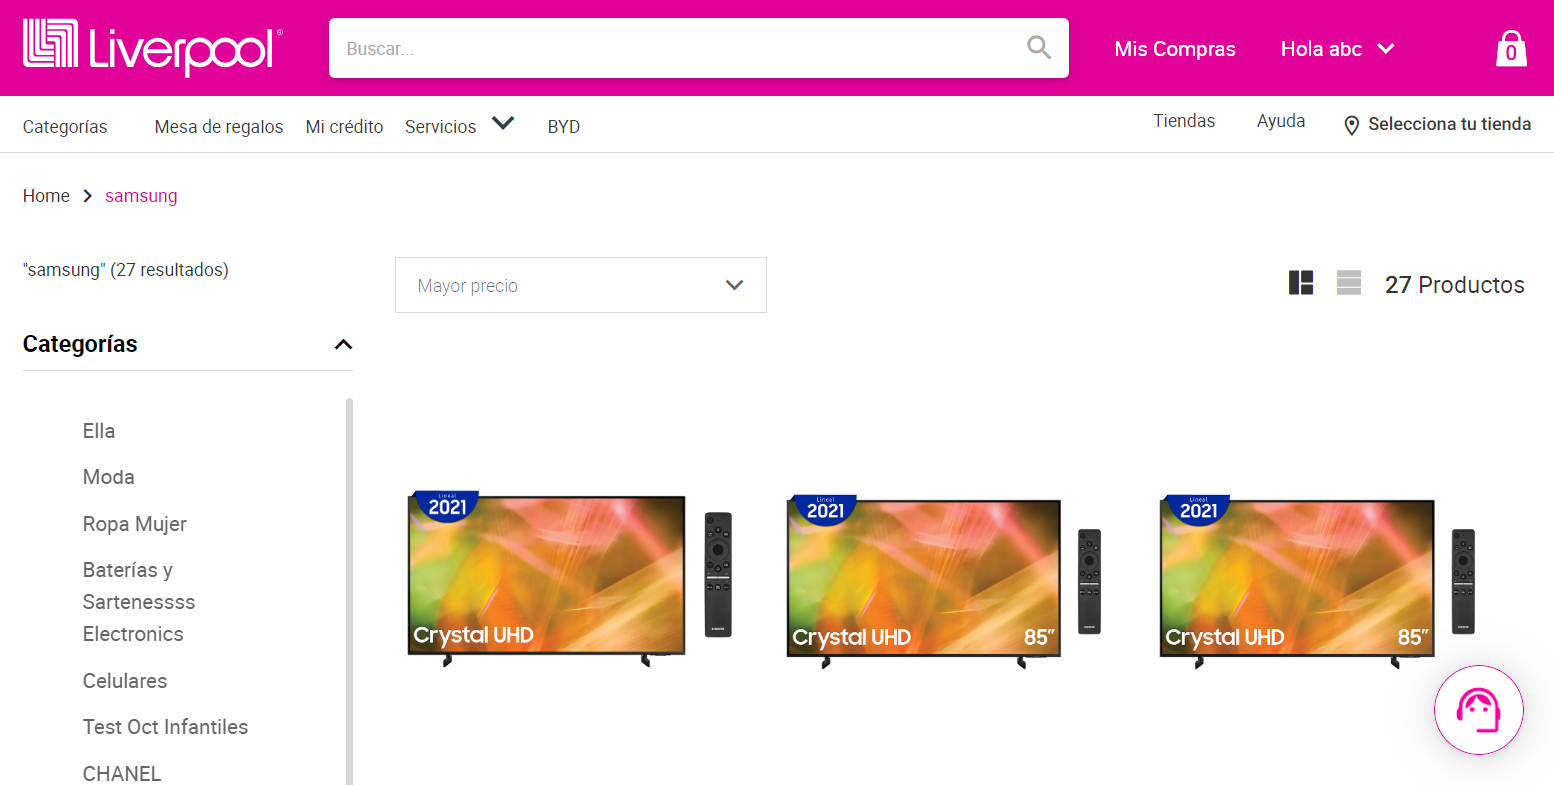 Liverpool®
Buscar...
Mis Compras
Hola abc
0
Categorías
Mesa de regalos
Mi crédito
Servicios
BYD
Tiendas
Ayuda
Selecciona tu tienda
Home
samsung
"samsung" (27 resultados)
Mayor precio
27 Productos
Categorías
Ella
Moda
Ropa Mujer
Baterías y
Sartenessss
Electronics
Celulares
Test Oct Infantiles
CHANEL
Lineal
2021
Crystal UHD
Lineal
2021
Crystal UHD
85"
Lineal
2021
Crystal UHD
85"